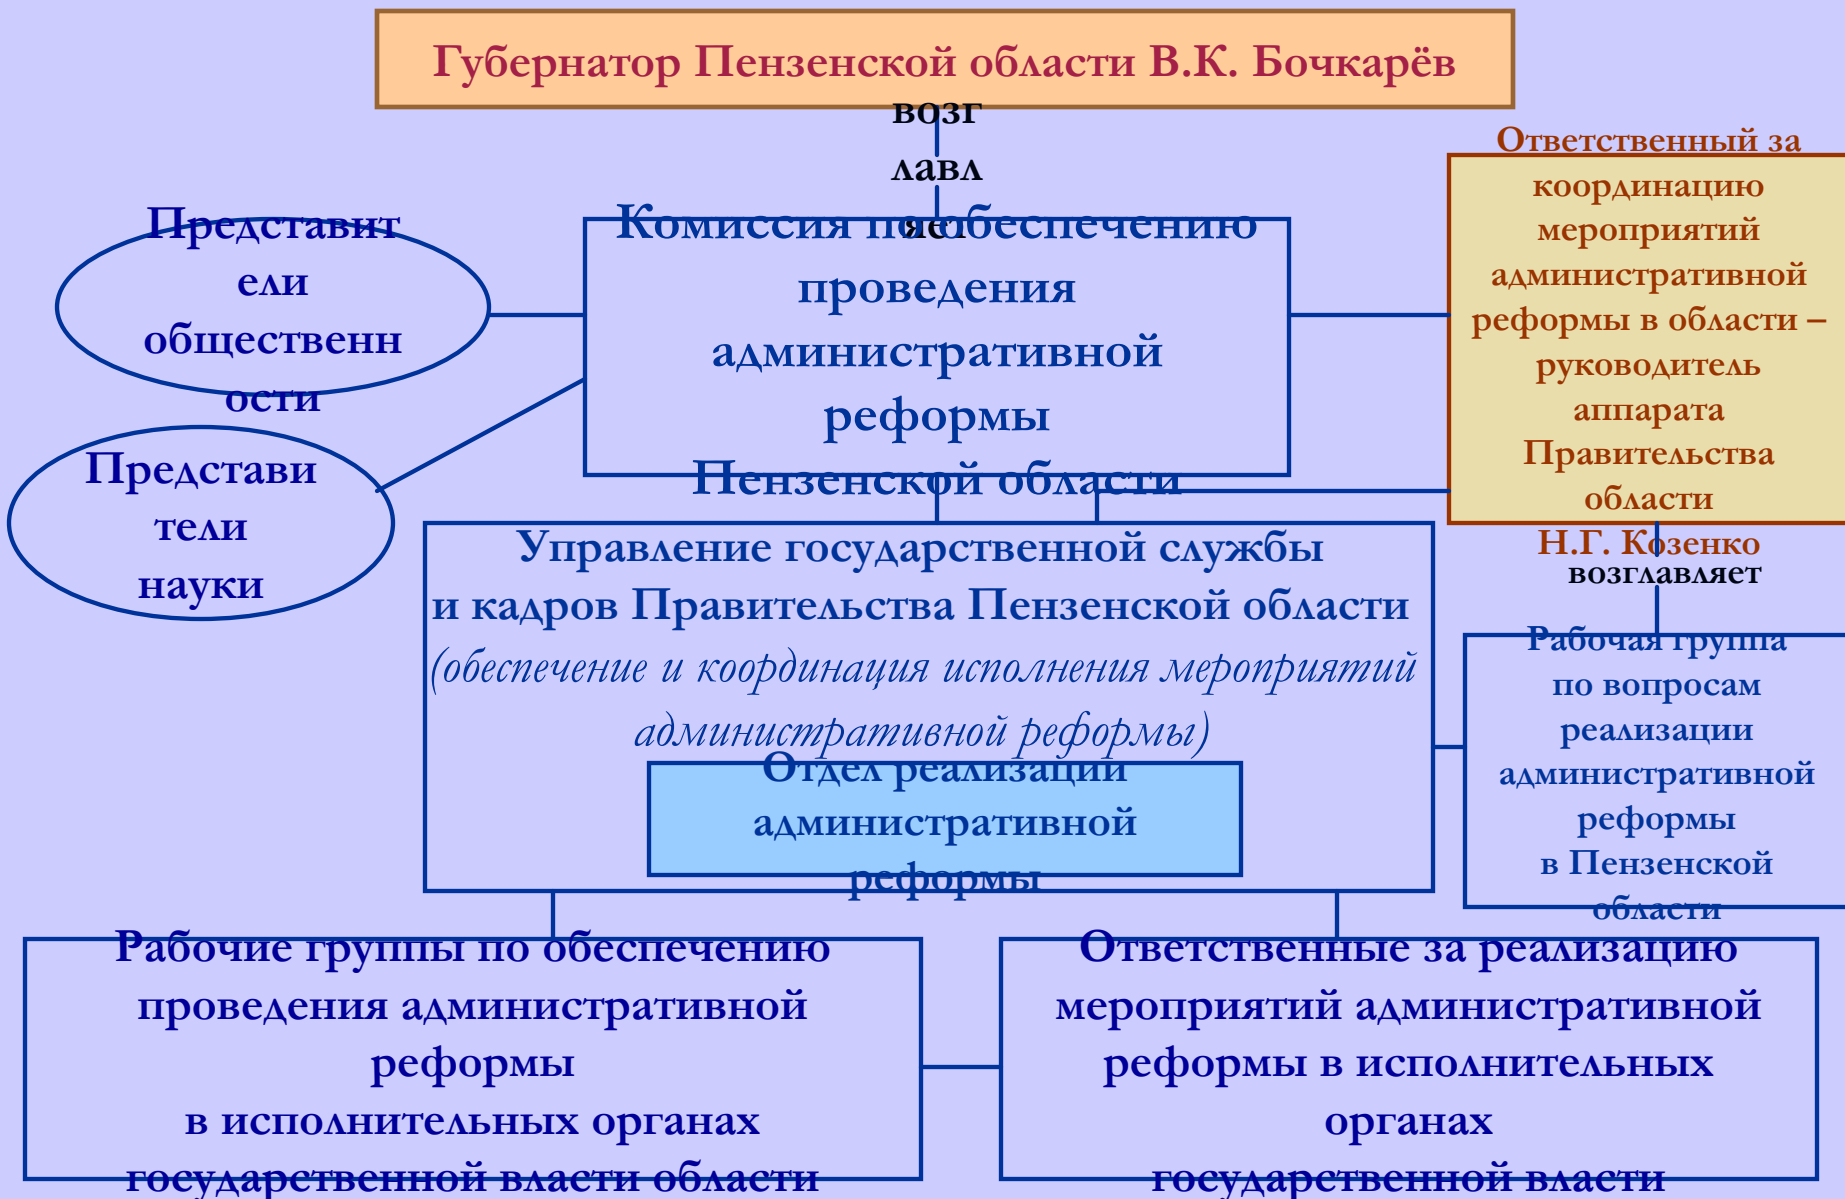 Губернатор Пензенской области В.К. Бочкарёв
возг
лавл
яет
Ответственный за
координацию
мероприятий
административной
реформы в области –
руководитель
аппарата
Правительства
области
Н.Г. Козенко
Представит
ели
общественн
ости
Комиссия по обеспечению
проведения
административной
реформы
Пензенской области
Представи
тели
науки
Управление государственной службы
и кадров Правительства Пензенской области
(обеспечение и координация исполнения мероприятий
административной реформы)
Отдел реализации
административной
реформы
возглавляет
Рабочая группа
по вопросам
реализации
административной
реформы
в Пензенской
области
Рабочие группы по обеспечению
проведения административной
реформы
в исполнительных органах
государственной власти области
Ответственные за реализацию
мероприятий административной
реформы в исполнительных
органах
государственной власти